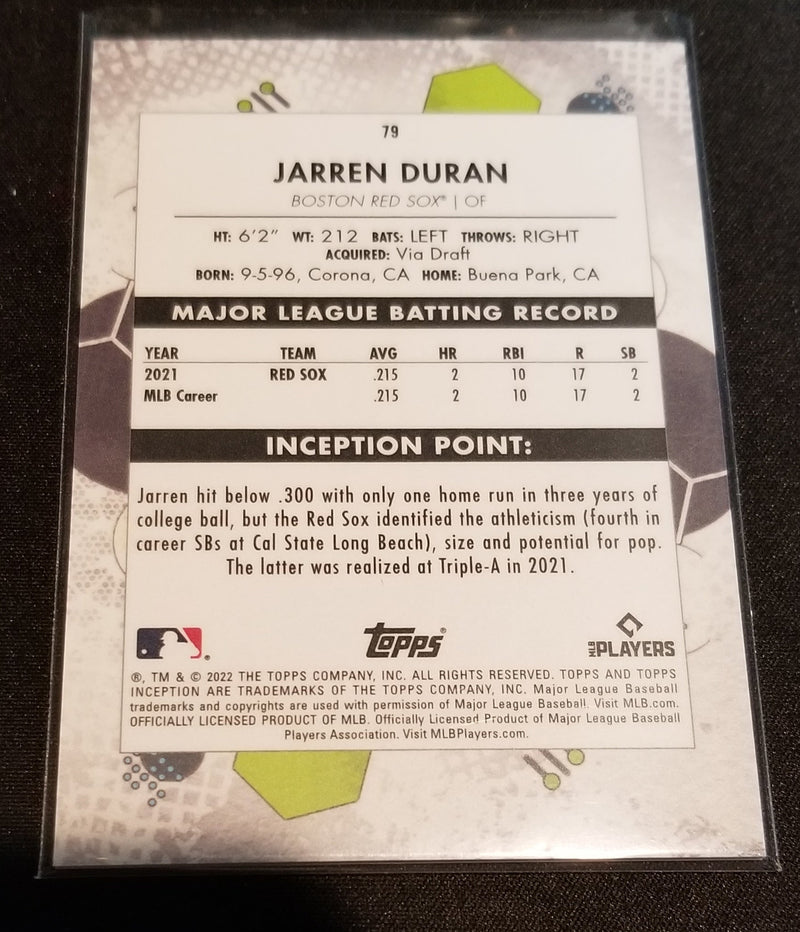 79
JARREN DURAN
BOSTON RED SOX® | OF
HT: 6'2" WT: 212 BATS: LEFT THROWS: RIGHT
ACQUIRED: Via Draft
BORN: 9-5-96, Corona, CA HOME: Buena Park, CA
MAJOR LEAGUE BATTING RECORD
YEAR TEAM AVG HR RBI R SB
2021 RED SOX .215 2 10 17 2
MLB Career .215 2 10 17 2
INCEPTION POINT:
Jarren hit below .300 with only one home run in three years of
college ball, but the Red Sox identified the athleticism (fourth in
career SBs at Cal State Long Beach), size and potential for pop.
The latter was realized at Triple-A in 2021.
® Topps® MLB PLAYERS
®, TM & © 2022 THE TOPPS COMPANY, INC. ALL RIGHTS RESERVED. TOPPS AND TOPPS
INCEPTION ARE TRADEMARKS OF THE TOPPS COMPANY, INC. Major League Baseball
trademarks and copyrights are used with permission of Major League Baseball. Visit MLB.com.
OFFICIALLY LICENSED PRODUCT OF MLB. Officially Licensed Product of Major League Baseball
Players Association. Visit MLBPlayers.com.